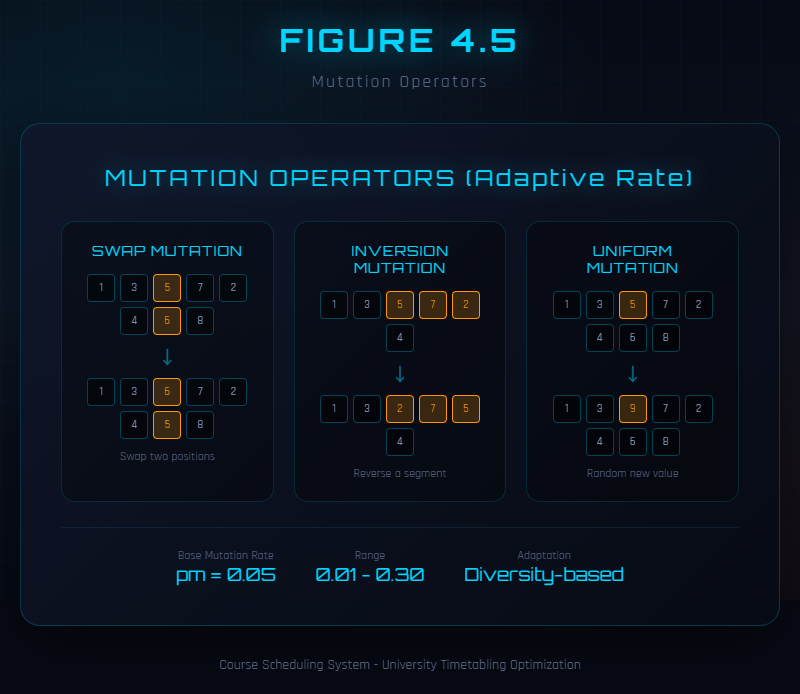 FIGURE 4.5
Mutation Operators
MUTATION OPERATORS (Adaptive Rate)
SWAP MUTATION
1 3 5 7 2
4 6 8
↓
1 3 6 7 2
4 5 8
Swap two positions
INVERSION
MUTATION
1 3 5 7 2
4
↓
1 3 2 7 5
4
Reverse a segment
UNIFORM
MUTATION
1 3 5 7 2
4 6 8
↓
1 3 9 7 2
4 6 8
Random new value
Base Mutation Rate
pm = 0.05
Range
0.01 - 0.30
Adaptation
Diversity-based
Course Scheduling System - University Timetabling Optimization